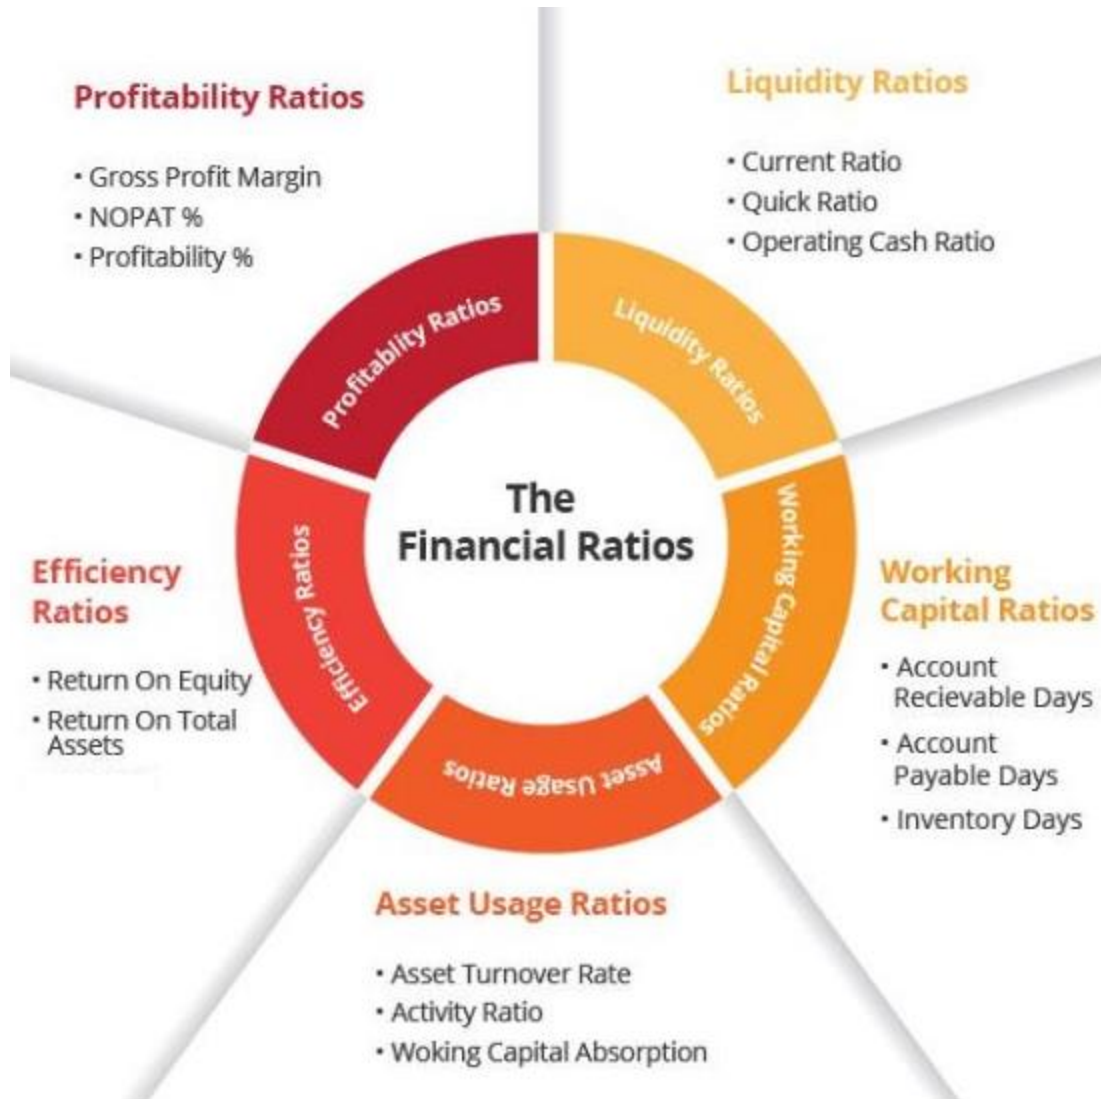 Profitability Ratios
• Gross Profit Margin
• NOPAT %
• Profitability %
Liquidity Ratios
• Current Ratio
• Quick Ratio
• Operating Cash Ratio
Profitablity Ratios
Liquidity Ratios
Working Capital Ratios
Asset Usage Ratios
Efficiency Ratios
The
Financial Ratios
Efficiency
Ratios
• Return On Equity
• Return On Total
Assets
Working
Capital Ratios
• Account
Recievable Days
• Account
Payable Days
• Inventory Days
Asset Usage Ratios
• Asset Turnover Rate
• Activity Ratio
• Woking Capital Absorption